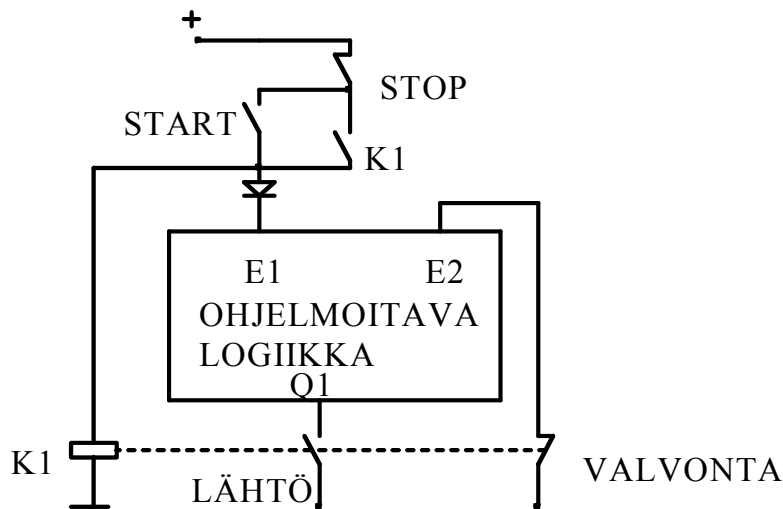 +
STOP
START
K1
E1 E2
OHJELMOITAVA
LOGIIKKA
Q1
K1
LÄHTÖ
VALVONTA